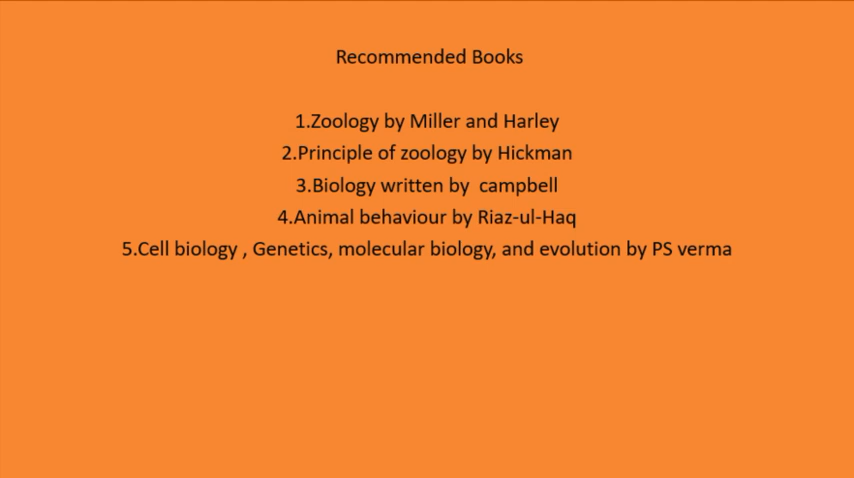 Recommended Books
1.Zoology by Miller and Harley
2.Principle of zoology by Hickman
3.Biology written by  campbell
4.Animal behaviour by Riaz-ul-Haq
5.Cell biology , Genetics, molecular biology, and evolution by PS verma